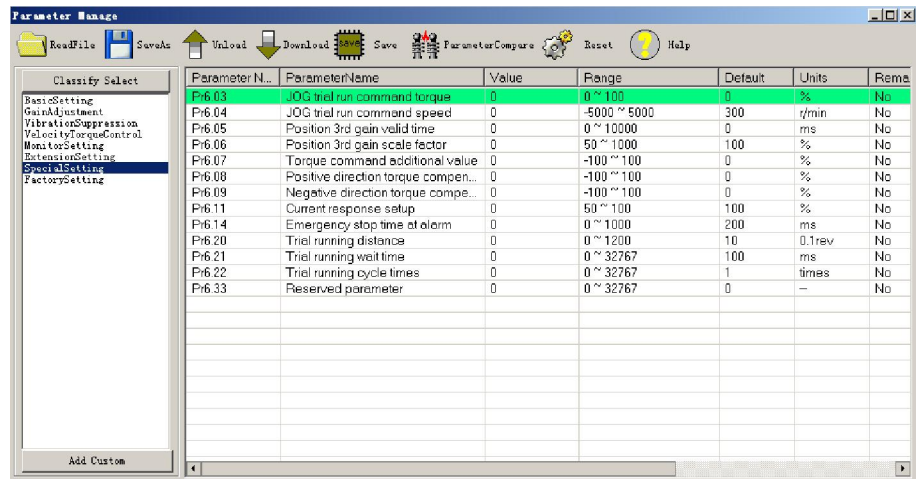 Parameter Manage
ReadFile SaveAs Unload Download save Save ParameterCompare Reset ? Help
Classify Select
BasicSetting
GainAdjustment
VibrationSuppression
VelocityTorqueControl
MonitorSetting
ExtensionSetting
SpecialSetting
FactorySetting
Add Custom
Parameter N... ParameterName Value Range Default Units Rema
Pr6.03 JOG trial run command torque 0 0 ~ 100 0 % No
Pr6.04 JOG trial run command speed 0 -5000 ~ 5000 300 r/min No
Pr6.05 Position 3rd gain valid time 0 0 ~ 10000 0 ms No
Pr6.06 Position 3rd gain scale factor 0 50 ~ 1000 100 % No
Pr6.07 Torque command additional value 0 -100 ~ 100 0 % No
Pr6.08 Positive direction torque compen... 0 -100 ~ 100 0 % No
Pr6.09 Negative direction torque compe... 0 -100 ~ 100 0 % No
Pr6.11 Current response setup 0 50 ~ 100 100 % No
Pr6.14 Emergency stop time at alarm 0 0 ~ 1000 200 ms No
Pr6.20 Trial running distance 0 0 ~ 1200 10 0.1rev No
Pr6.21 Trial running wait time 0 0 ~ 32767 100 ms No
Pr6.22 Trial running cycle times 0 0 ~ 32767 1 times No
Pr6.33 Reserved parameter 0 0 ~ 32767 0 – No